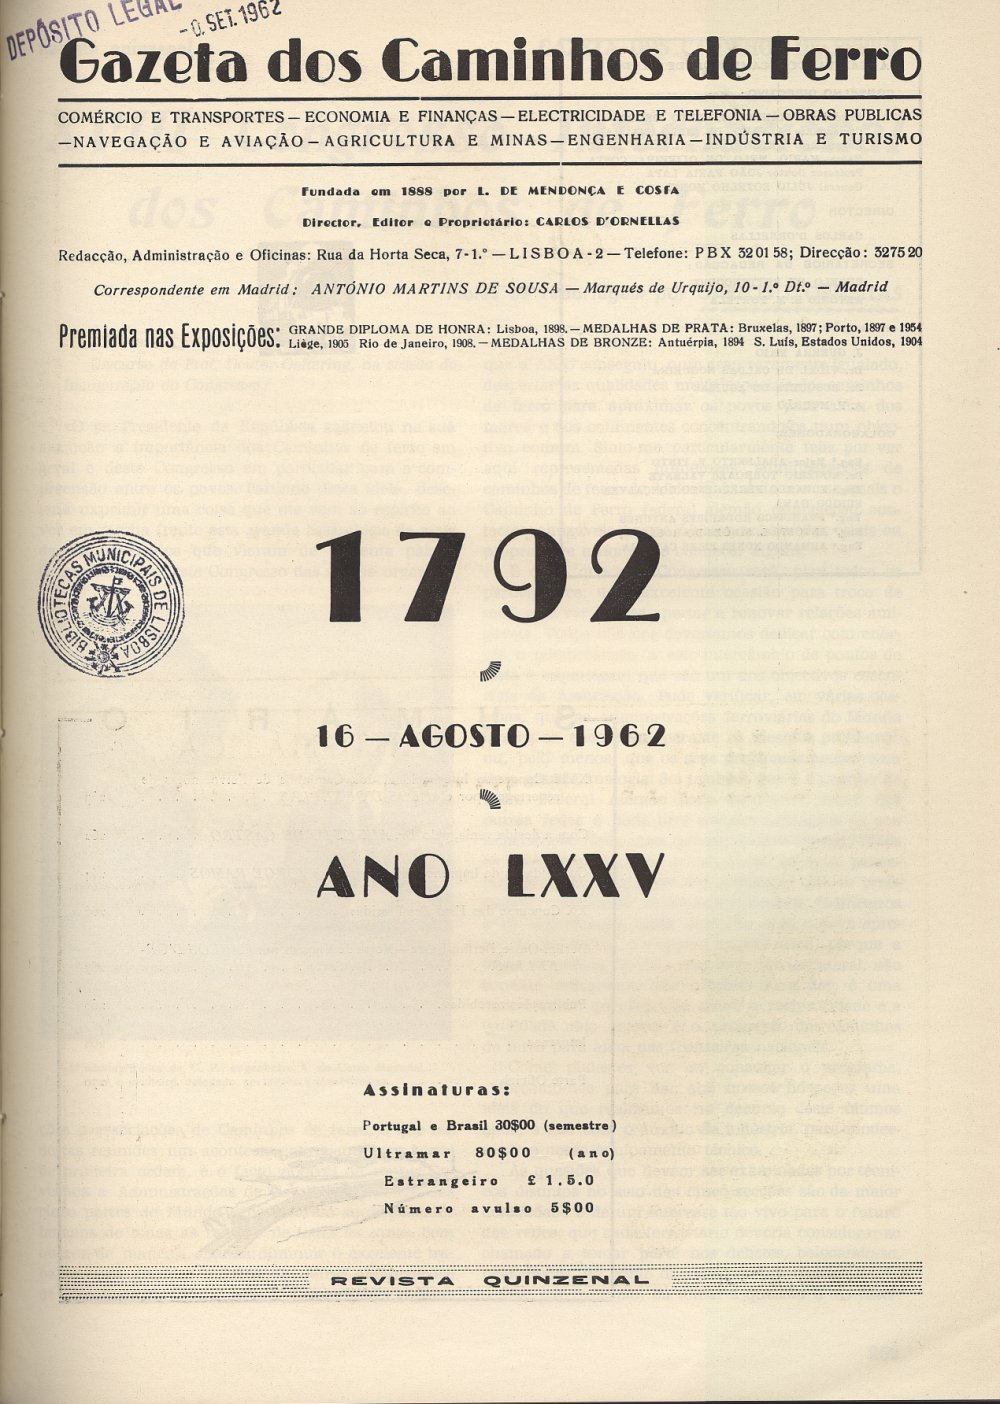 DEPÓSITO LEGAL
SET. 1962
Gazeta dos Caminhos de Ferro
COMÉRCIO E TRANSPORTES — ECONOMIA E FINANÇAS — ELECTRICIDADE E TELEFONIA — OBRAS PUBLICAS
—NAVEGAÇÃO E AVIAÇÃO — AGRICULTURA E MINAS — ENGENHARIA — INDÚSTRIA E TURISMO
Fundada em 1888 por L. DE MENDONÇA E COSTA
Director, Editor e Proprietário: CARLOS D'ORNELLAS
Redacção, Administração e Oficinas: Rua da Horta Seca, 7-1.º — LISBOA-2 — Telefone: PBX 32 01 58; Direcção: 32 75 20
Correspondente em Madrid: ANTÓNIO MARTINS DE SOUSA — Marqués de Urquijo, 10-1.º Dt.º — Madrid
Premiada nas Exposições:
GRANDE DIPLOMA DE HONRA: Lisboa, 1898. — MEDALHAS DE PRATA: Bruxelas, 1897; Porto, 1897 e 1954
Liège, 1905 Rio de Janeiro, 1908. — MEDALHAS DE BRONZE: Antuérpia, 1894 S. Luís, Estados Unidos, 1904
BIBLIOTECAS MUNICIPAIS DE LISBOA
1792
16 — AGOSTO — 1962
ANO LXXV
Assinaturas:
Portugal e Brasil 30$00 (semestre)
Ultramar 80$00 (ano)
Estrangeiro £ 1.5.0
Número avulso 5$00
REVISTA QUINZENAL